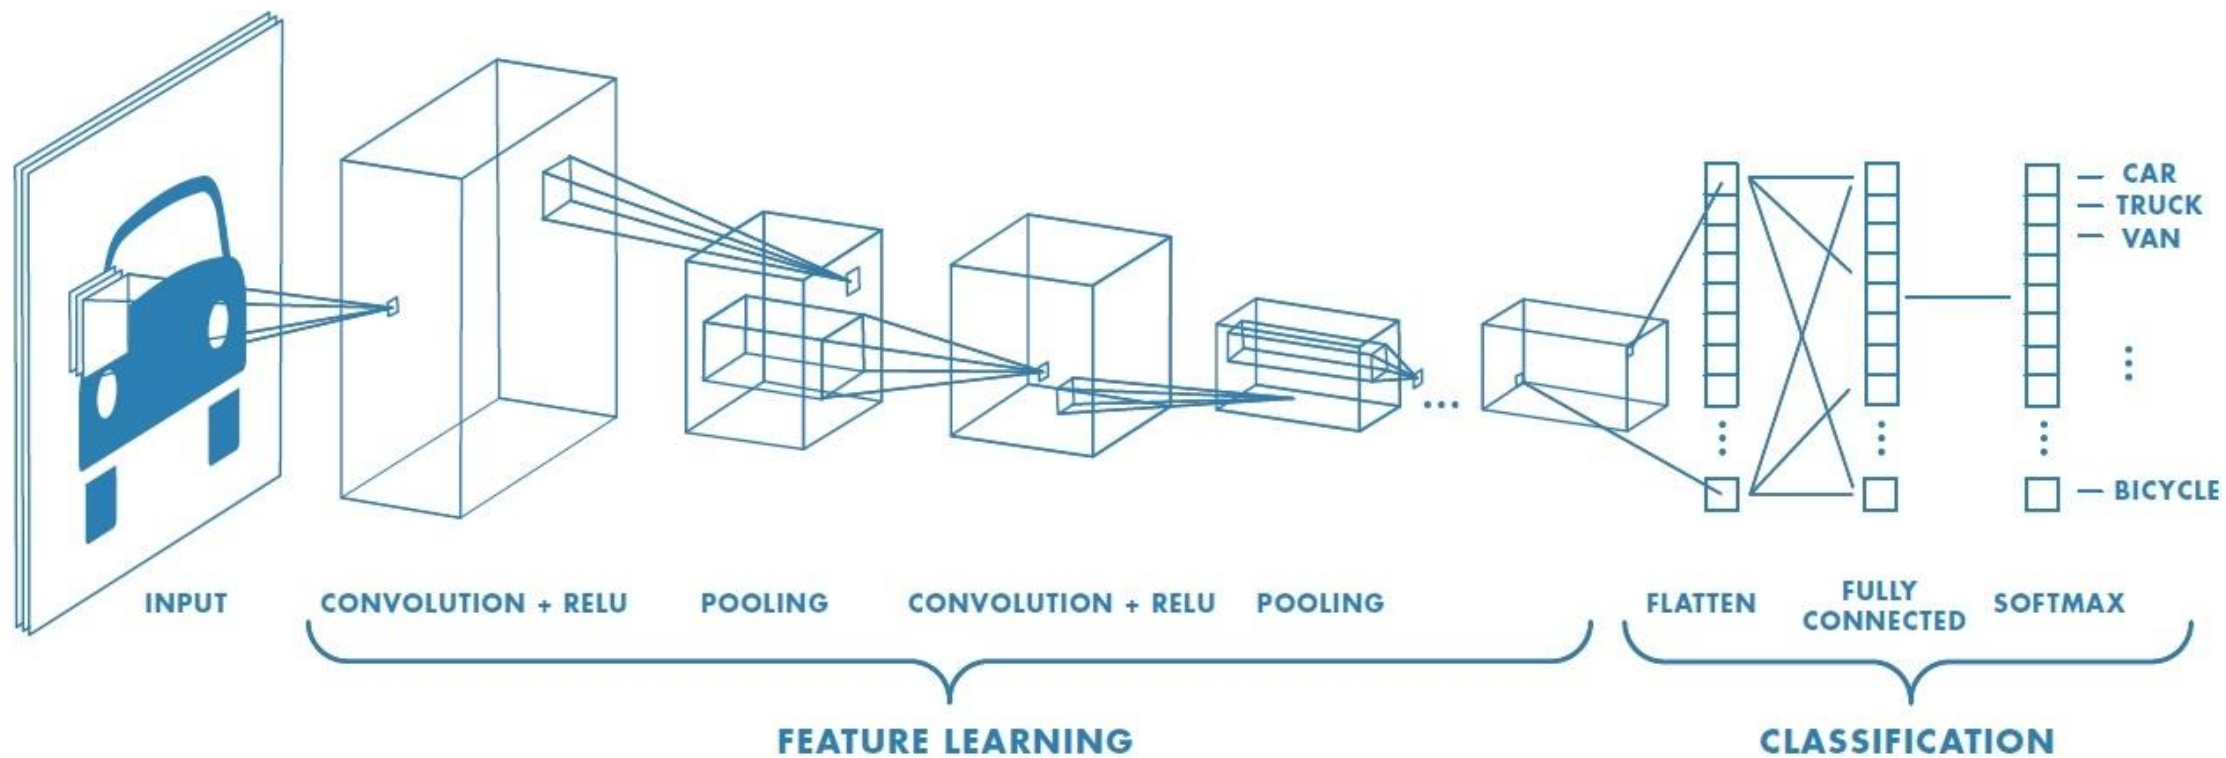 CAR
TRUCK
VAN
BICYCLE
INPUT
CONVOLUTION + RELU
POOLING
CONVOLUTION + RELU
POOLING
FLATTEN
FULLY
CONNECTED
SOFTMAX
FEATURE LEARNING
CLASSIFICATION